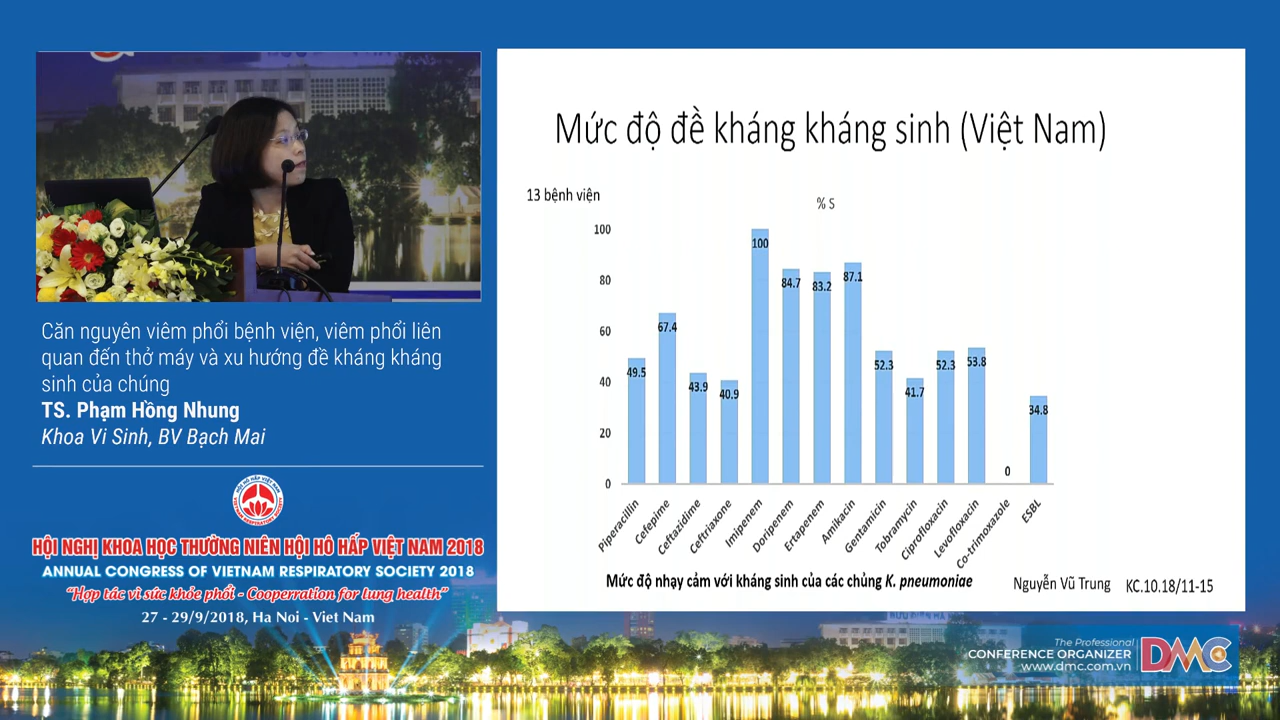 Căn nguyên viêm phổi bệnh viện, viêm phổi liên
quan đến thở máy và xu hướng đề kháng kháng
sinh của chúng
TS. Phạm Hồng Nhung
Khoa Vi Sinh, BV Bạch Mai
HỘI HÔ HẤP VIỆT NAM
VIETNAM RESPIRATORY SOCIETY
HỘI NGHỊ KHOA HỌC THƯỜNG NIÊN HỘI HÔ HẤP VIỆT NAM 2018
ANNUAL CONGRESS OF VIETNAM RESPIRATORY SOCIETY 2018
“Hợp tác vì sức khỏe phổi - Cooperration for lung health”
27 - 29/9/2018, Ha Noi - Viet Nam
Mức độ đề kháng kháng sinh (Việt Nam)
13 bệnh viện
% S
100
80
60
40
20
0
49.5
67.4
43.9
40.9
100
84.7
83.2
87.1
52.3
41.7
52.3
53.8
0
34.8
Piperacillin
Cefepime
Ceftazidime
Ceftriaxone
Imipenem
Doripenem
Ertapenem
Amikacin
Gentamicin
Tobramycin
Ciprofloxacin
Levofloxacin
Co-trimoxazole
ESBL
Mức độ nhạy cảm với kháng sinh của các chủng K. pneumoniae
Nguyễn Vũ Trung KC.10.18/11-15
The Professional
CONFERENCE ORGANIZER
www.dmc.com.vn
DMC